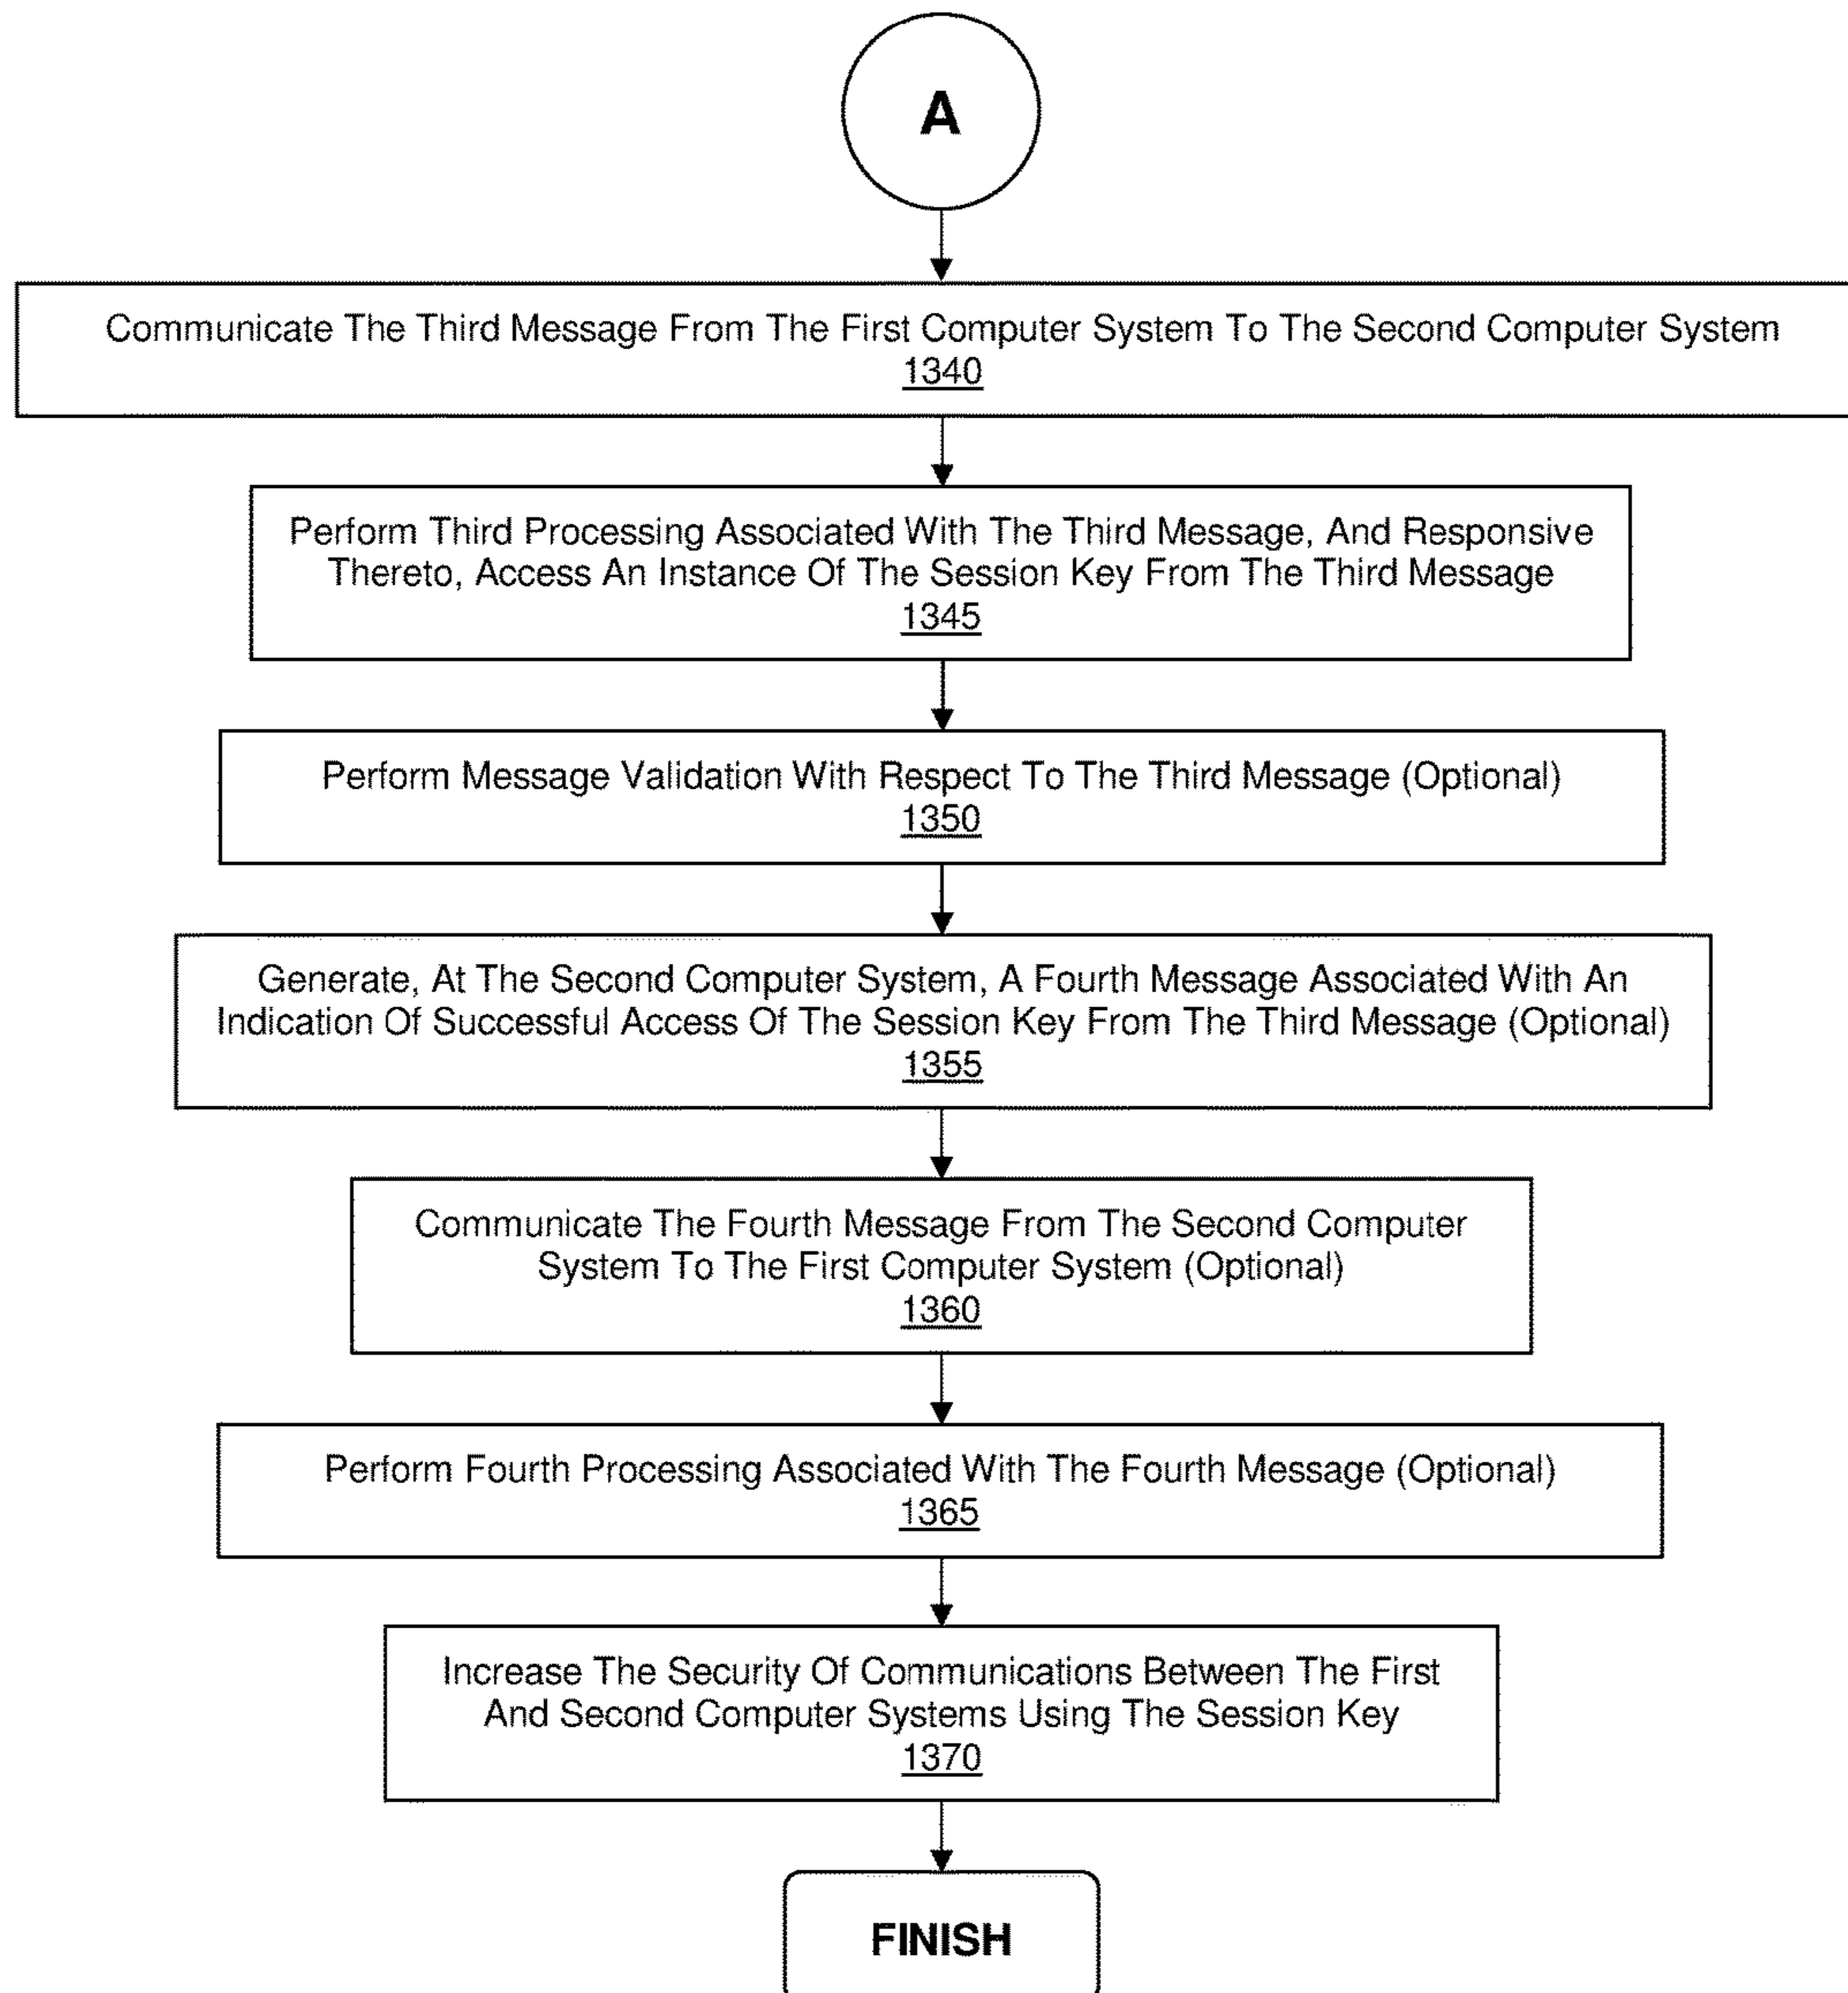 A
Communicate The Third Message From The First Computer System To The Second Computer System
1340
Perform Third Processing Associated With The Third Message, And Responsive
Thereto, Access An Instance Of The Session Key From The Third Message
1345
Perform Message Validation With Respect To The Third Message (Optional)
1350
Generate, At The Second Computer System, A Fourth Message Associated With An
Indication Of Successful Access Of The Session Key From The Third Message (Optional)
1355
Communicate The Fourth Message From The Second Computer
System To The First Computer System (Optional)
1360
Perform Fourth Processing Associated With The Fourth Message (Optional)
1365
Increase The Security Of Communications Between The First
And Second Computer Systems Using The Session Key
1370
FINISH